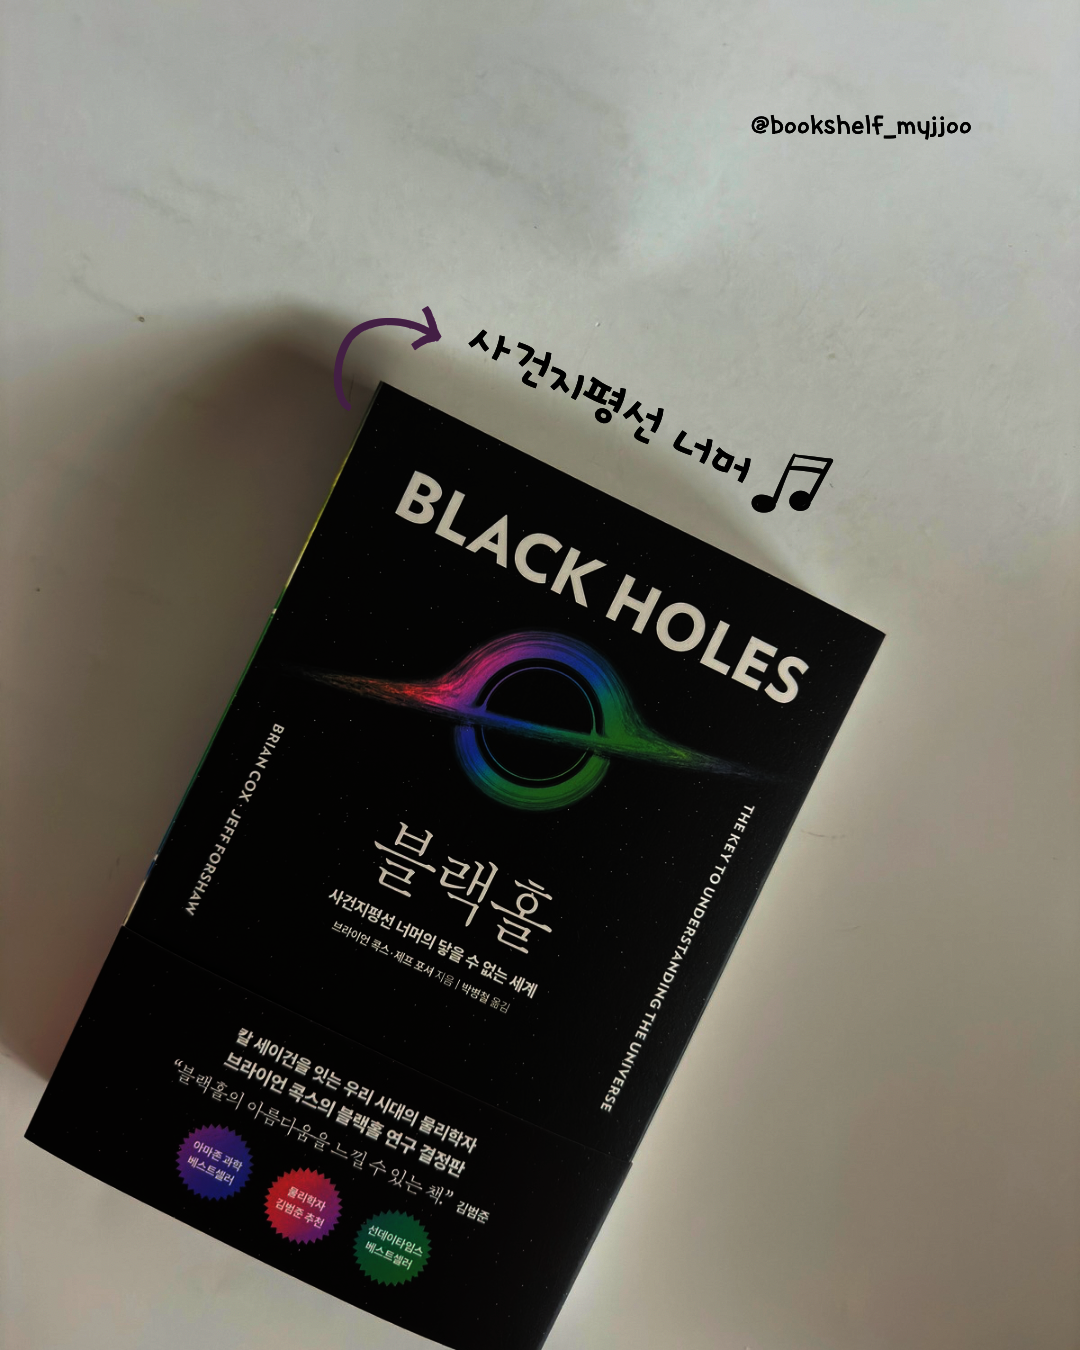 @bookshelf_myjjoo
사건지평선 너머
BLACK HOLES
BRIAN COX · JEFF FORSHAW
THE KEY TO UNDERSTANDING THE UNIVERSE
블랙홀
사건지평선 너머의 닿을 수 없는 세계
브라이언 콕스·제프 포셔 지음 | 박병철 옮김
칼 세이건을 잇는 우리 시대의 물리학자
브라이언 콕스의 블랙홀 연구 결정판
“블랙홀의 아름다움을 느낄 수 있는 책.” 김범준
아마존 과학
베스트셀러
물리학자
김범준 추천
선데이타임스
베스트셀러